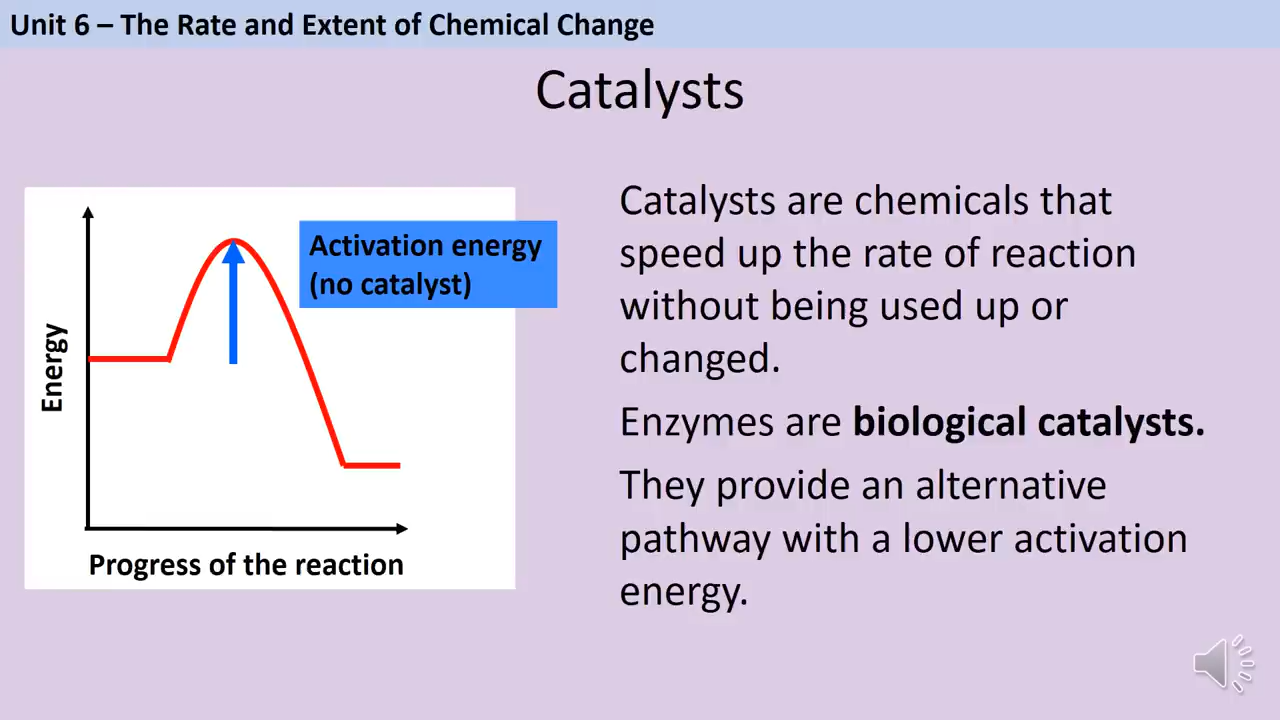 Unit 6 – The Rate and Extent of Chemical Change
Catalysts
Activation energy
(no catalyst)
Energy
Progress of the reaction
Catalysts are chemicals that
speed up the rate of reaction
without being used up or
changed.
Enzymes are biological catalysts.
They provide an alternative
pathway with a lower activation
energy.